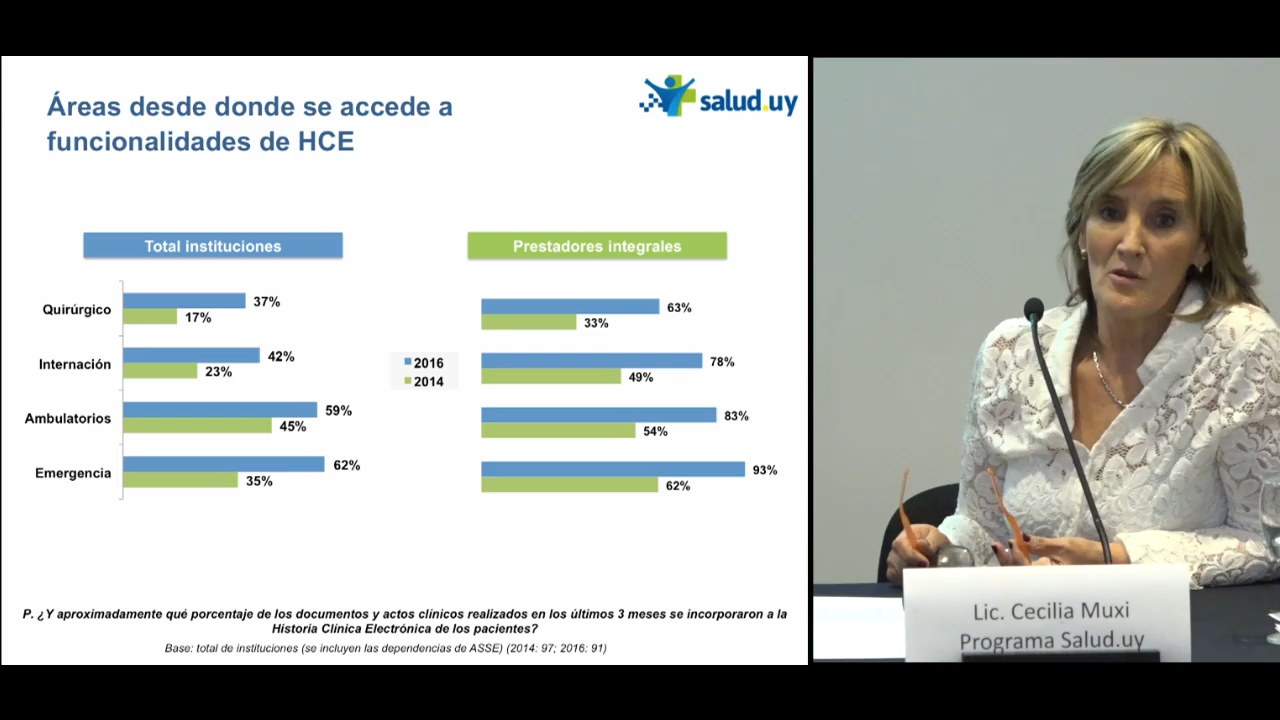 Áreas desde donde se accede a
funcionalidades de HCE
salud.uy
Total instituciones
Prestadores integrales
Quirúrgico
37%
17%
63%
33%
Internación
42%
23%
2016
2014
78%
49%
Ambulatorios
59%
45%
83%
54%
Emergencia
62%
35%
93%
62%
P. ¿Y aproximadamente qué porcentaje de los documentos y actos clínicos realizados en los últimos 3 meses se incorporaron a la
Historia Clínica Electrónica de los pacientes?
Base: total de instituciones (se incluyen las dependencias de ASSE) (2014: 97; 2016: 91)
Lic. Cecilia Muxi
Programa Salud.uy